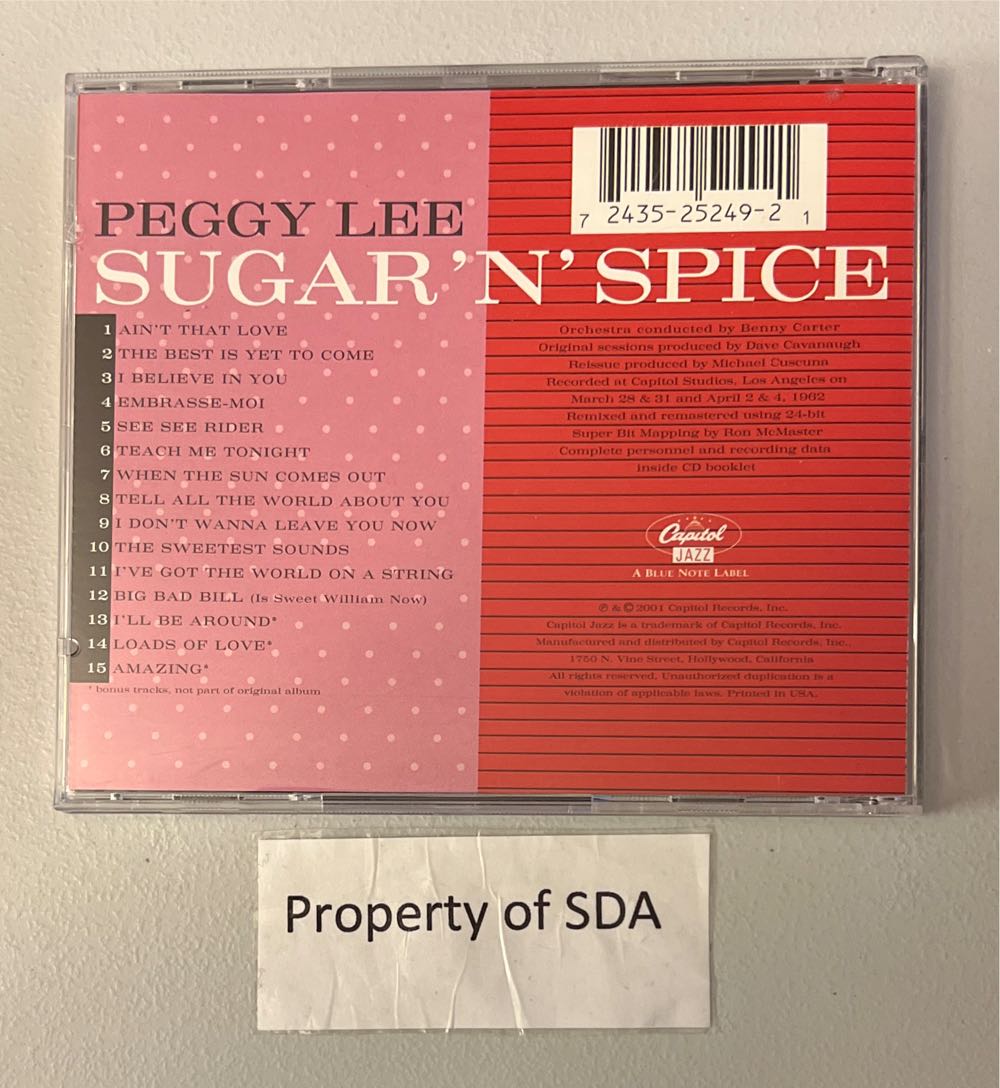 7 2435-25249-2 1
PEGGY LEE
SUGAR 'N' SPICE
1 AIN'T THAT LOVE
2 THE BEST IS YET TO COME
3 I BELIEVE IN YOU
4 EMBRASSE-MOI
5 SEE SEE RIDER
6 TEACH ME TONIGHT
7 WHEN THE SUN COMES OUT
8 TELL ALL THE WORLD ABOUT YOU
9 I DON'T WANNA LEAVE YOU NOW
10 THE SWEETEST SOUNDS
11 I'VE GOT THE WORLD ON A STRING
12 BIG BAD BILL (Is Sweet William Now)
13 I'LL BE AROUND*
14 LOADS OF LOVE*
15 AMAZING*
* bonus tracks, not part of original album
Orchestra conducted by Benny Carter
Original sessions produced by Dave Cavanaugh
Reissue produced by Michael Cuscuna
Recorded at Capitol Studios, Los Angeles on
March 28 & 31 and April 2 & 4, 1962
Remixed and remastered using 24-bit
Super Bit Mapping by Ron McMaster
Complete personnel and recording data
inside CD booklet
Capitol
JAZZ
A BLUE NOTE LABEL
℗ & © 2001 Capitol Records, Inc.
Capitol Jazz is a trademark of Capitol Records, Inc.
Manufactured and distributed by Capitol Records, Inc.,
1750 N. Vine Street, Hollywood, California
All rights reserved. Unauthorized duplication is a
violation of applicable laws. Printed in USA.
Property of SDA